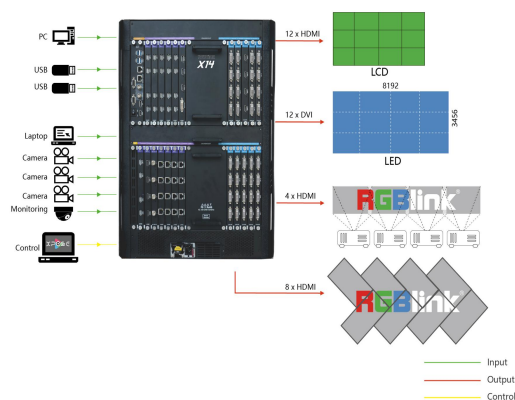 PC
USB
USB
Laptop
Camera
Camera
Camera
Monitoring
Control
XPOSE
X14
12 x HDMI
LCD
12 x DVI
8192
3456
LED
4 x HDMI
RGBlink
8 x HDMI
RGBlink
Input
Output
Control